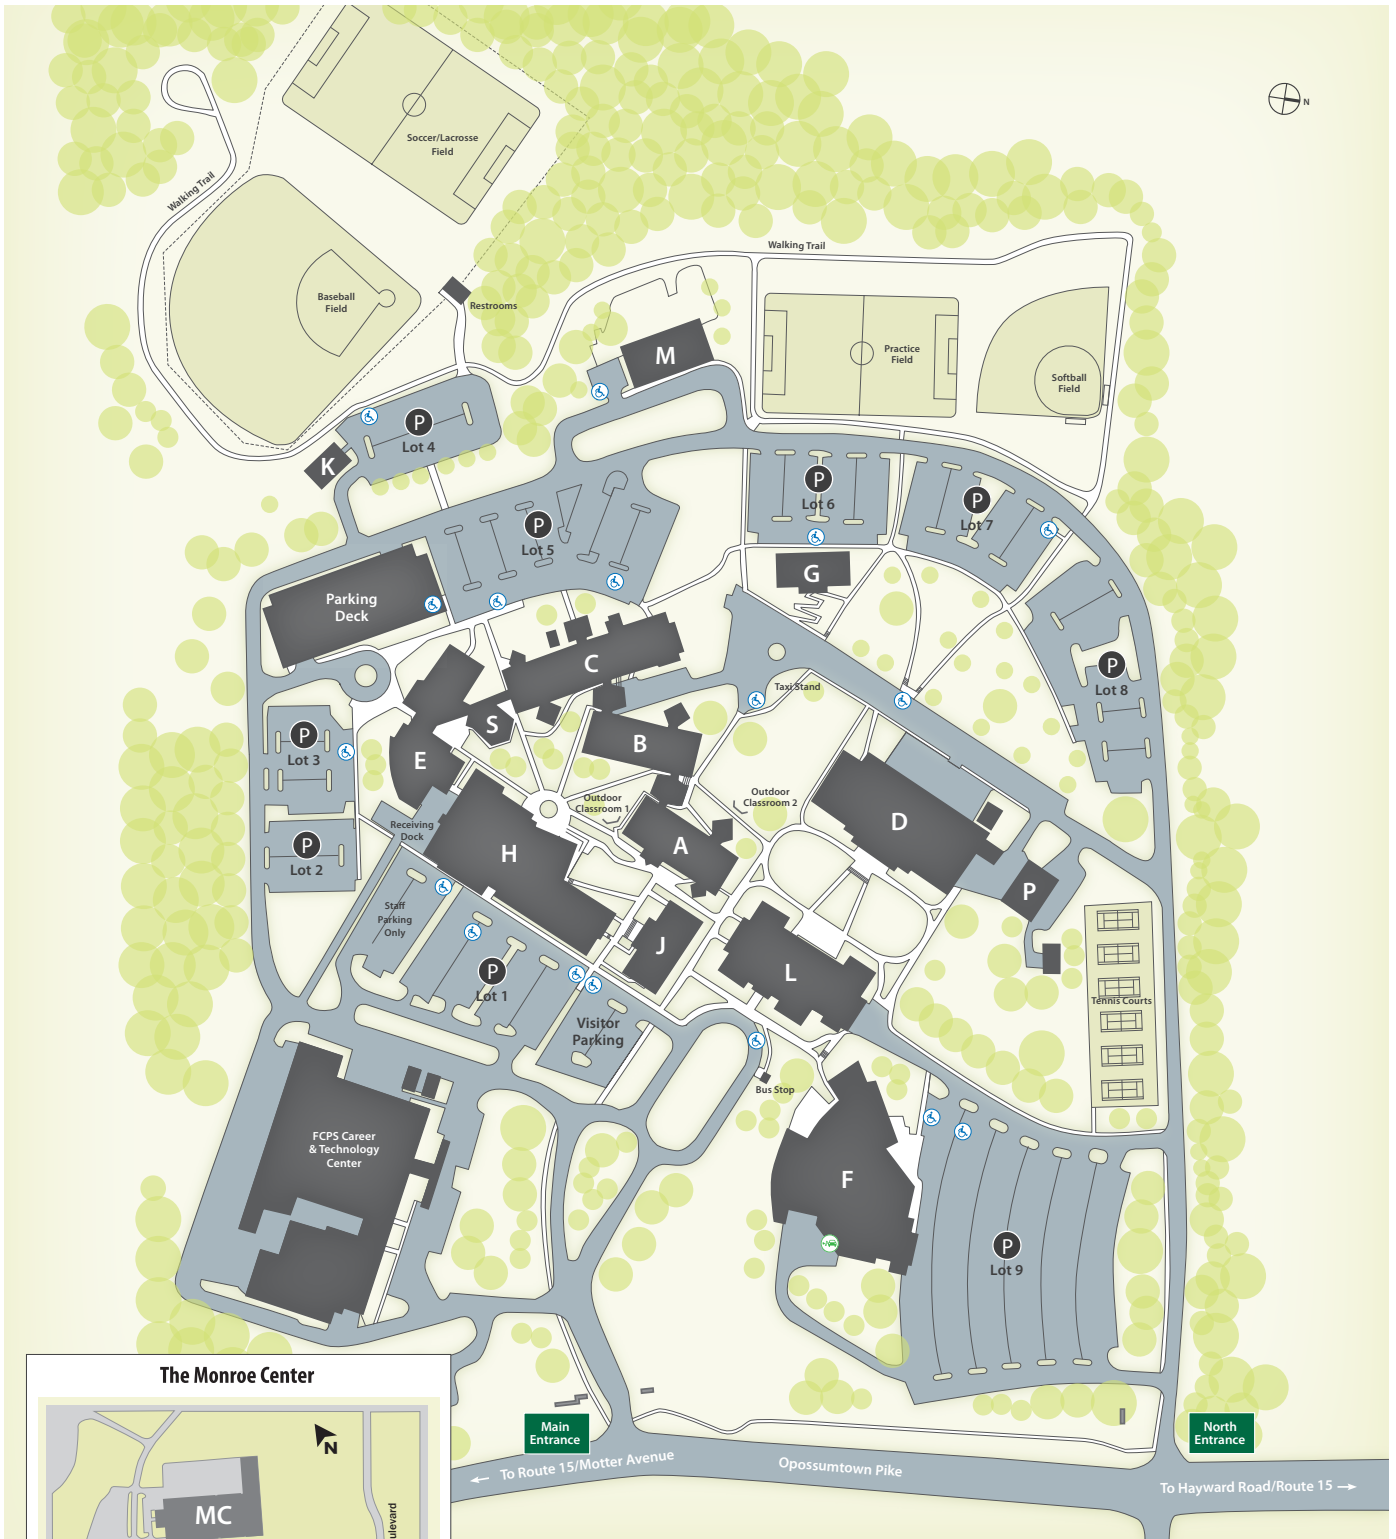 N
Soccer/Lacrosse
Field
Walking Trail
Walking Trail
Baseball
Field
Restrooms
M
Practice
Field
Softball
Field
P
Lot 4
K
P
Lot 5
P
Lot 6
P
Lot 7
G
Parking
Deck
C
P
Lot 8
Taxi Stand
S
B
E
P
Lot 3
Outdoor
Classroom 1
Outdoor
Classroom 2
Receiving
Dock
D
A
H
P
Lot 2
P
Staff
Parking
Only
J
L
P
Lot 1
Visitor
Parking
Tennis Courts
Bus Stop
FCPS Career
& Technology
Center
F
P
Lot 9
The Monroe Center
N
MC
ulevard
Main
Entrance
North
Entrance
To Route 15/Motter Avenue
Opossumtown Pike
To Hayward Road/Route 15